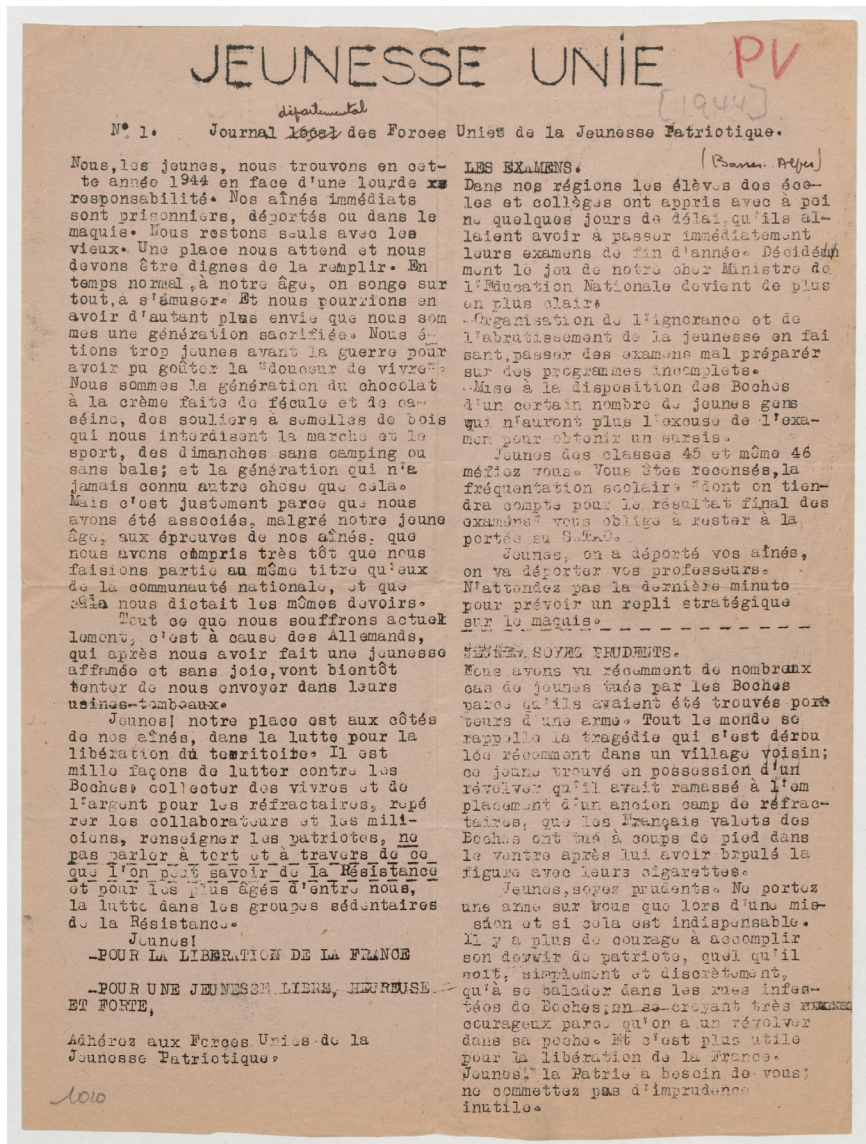 JEUNESSE UNIE
PV
[1944]
départemental
N° 1. Journal local des Forces Unies de la Jeunesse Patriotique.
(Basses-Alpes)
Nous, les jeunes, nous trouvons en cet-
te année 1944 en face d'une lourde
responsabilité. Nos aînés immédiats
sont prisonniers, déportés ou dans le
maquis. Nous restons seuls avec les
vieux. Une place nous attend et nous
devons être dignes de la remplir. En
temps normal, à notre âge, on songe sur
tout, à s'amuser. Et nous pourrions en
avoir d'autant plus envie que nous som
mes une génération sacrifiée. Nous é-
tions trop jeunes avant la guerre pour
avoir pu goûter la "douceur de vivre".
Nous sommes la génération du chocolat
à la crème faite de fécule et de ca-
séine, des souliers à semelles de bois
qui nous interdisent la marche et le
sport, des dimanches sans camping ou
sans bals; et la génération qui n'a
jamais connu autre chose que cela.
Mais c'est justement parce que nous
avons été associés, malgré notre jeune
âge, aux épreuves de nos aînés, que
nous avons compris très tôt que nous
faisions partie au même titre qu'eux
de la communauté nationale, et que
cela nous dictait les mêmes devoirs.
Tout ce que nous souffrons actuel
lement, c'est à cause des Allemands,
qui après nous avoir fait une jeunesse
affamée et sans joie, vont bientôt
tenter de nous envoyer dans leurs
usines-tombeaux.
Jeunes! notre place est aux côtés
de nos aînés, dans la lutte pour la
libération du territoire. Il est
mille façons de lutter contre les
Boches: collecter des vivres et de
l'argent pour les réfractaires, repé
rer les collaborateurs et les mili-
ciens, renseigner les patriotes, ne
pas parler à tort et à travers de ce
que l'on peut savoir de la Résistance
et pour les plus âgés d'entre nous,
la lutte dans les groupes sédentaires
de la Résistance.
Jeunes!
-POUR LA LIBERATION DE LA FRANCE
-POUR UNE JEUNESSE LIBRE, HEUREUSE
ET FORTE,
Adhérez aux Forces Unies de la
Jeunesse Patriotique.
1010
LES EXAMENS.
Dans nos régions les élèves des éco-
les et collèges ont appris avec à pei
ne quelques jours de délai, qu'ils al-
laient avoir à passer immédiatement
leurs examens de fin d'année. Décidém
ment le jeu de notre cher Ministre de
l'Education Nationale devient de plus
en plus clair:
-Organisation de l'ignorance et de
l'abrutissement de la jeunesse en fai
sant, passer des examens mal préparér
sur des programmes incomplets.
-Mise à la disposition des Boches
d'un certain nombre de jeunes gens
qui n'auront plus l'excuse de l'exa-
men pour obtenir un sursis.
Jeunes des classes 45 et même 46
méfiez vous. Vous êtes recensés, la
fréquentation scolaire "dont on tien-
dra compte pour le résultat final des
examens" vous oblige à rester à la
portée du S.T.O.
Jeunes, on a déporté vos aînés,
on va déporter vos professeurs.
N'attendez pas la dernière minute
pour prévoir un repli stratégique
sur le maquis.
JEUNES SOYEZ PRUDENTS.
Nous avons vu récemment de nombreux
cas de jeunes tués par les Boches
parce qu'ils avaient été trouvés port
teurs d'une arme. Tout le monde se
rappelle la tragédie qui s'est dérou
lée récemment dans un village voisin;
ce jeune trouvé en possession d'un
révolver qu'il avait ramassé à l'em
placement d'un ancien camp de réfrac-
taires, que les Français valets des
Boches ont tué à coups de pied dans
le ventre après lui avoir brpulé la
figure avec leurs cigarettes.
Jeunes, soyez prudents. Ne portez
une arme sur vous que lors d'une mis-
sion et si cela est indispensable.
Il y a plus de courage à accomplir
son devoir de patriote, quel qu'il
soit, simplement et discrètement,
qu'à se balader dans les rues infes-
tées de Boches, en se croyant très
courageux parce qu'on a un révolver
dans sa poche. Et c'est plus utile
pour la libération de la France.
Jeunes, la Patrie a besoin de vous;
ne commettez pas d'imprudence
inutile.